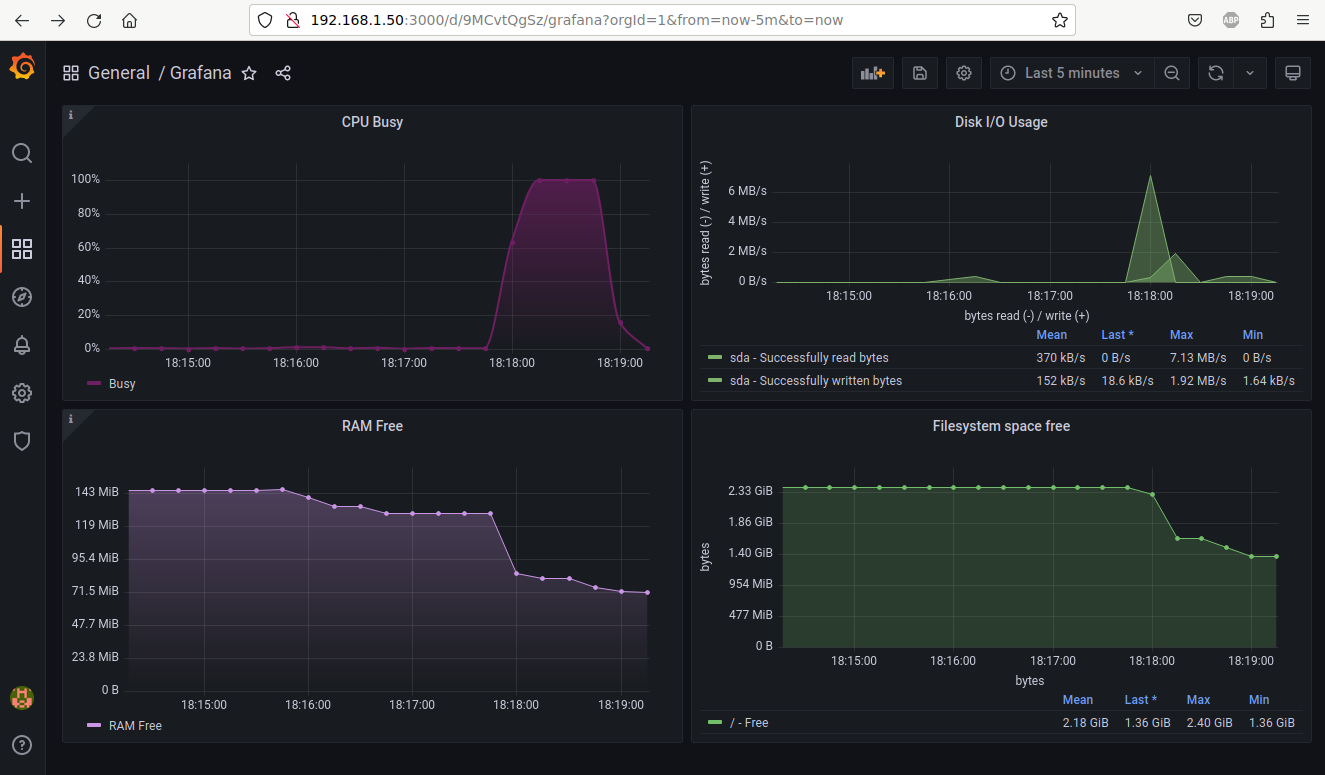 192.168.1.50:3000/d/9MCvtQgSz/grafana?orgId=1&from=now-5m&to=now
ABP
General / Grafana
Last 5 minutes
i
CPU Busy
100%
80%
60%
40%
20%
0%
18:15:00 18:16:00 18:17:00 18:18:00 18:19:00
Busy
Disk I/O Usage
bytes read (-) / write (+)
6 MB/s
4 MB/s
2 MB/s
0 B/s
18:15:00 18:16:00 18:17:00 18:18:00 18:19:00
bytes read (-) / write (+)
Mean Last * Max Min
sda - Successfully read bytes 370 kB/s 0 B/s 7.13 MB/s 0 B/s
sda - Successfully written bytes 152 kB/s 18.6 kB/s 1.92 MB/s 1.64 kB/s
i
RAM Free
143 MiB
119 MiB
95.4 MiB
71.5 MiB
47.7 MiB
23.8 MiB
0 B
18:15:00 18:16:00 18:17:00 18:18:00 18:19:00
RAM Free
Filesystem space free
bytes
2.33 GiB
1.86 GiB
1.40 GiB
954 MiB
477 MiB
0 B
18:15:00 18:16:00 18:17:00 18:18:00 18:19:00
bytes
Mean Last * Max Min
/ - Free 2.18 GiB 1.36 GiB 2.40 GiB 1.36 GiB